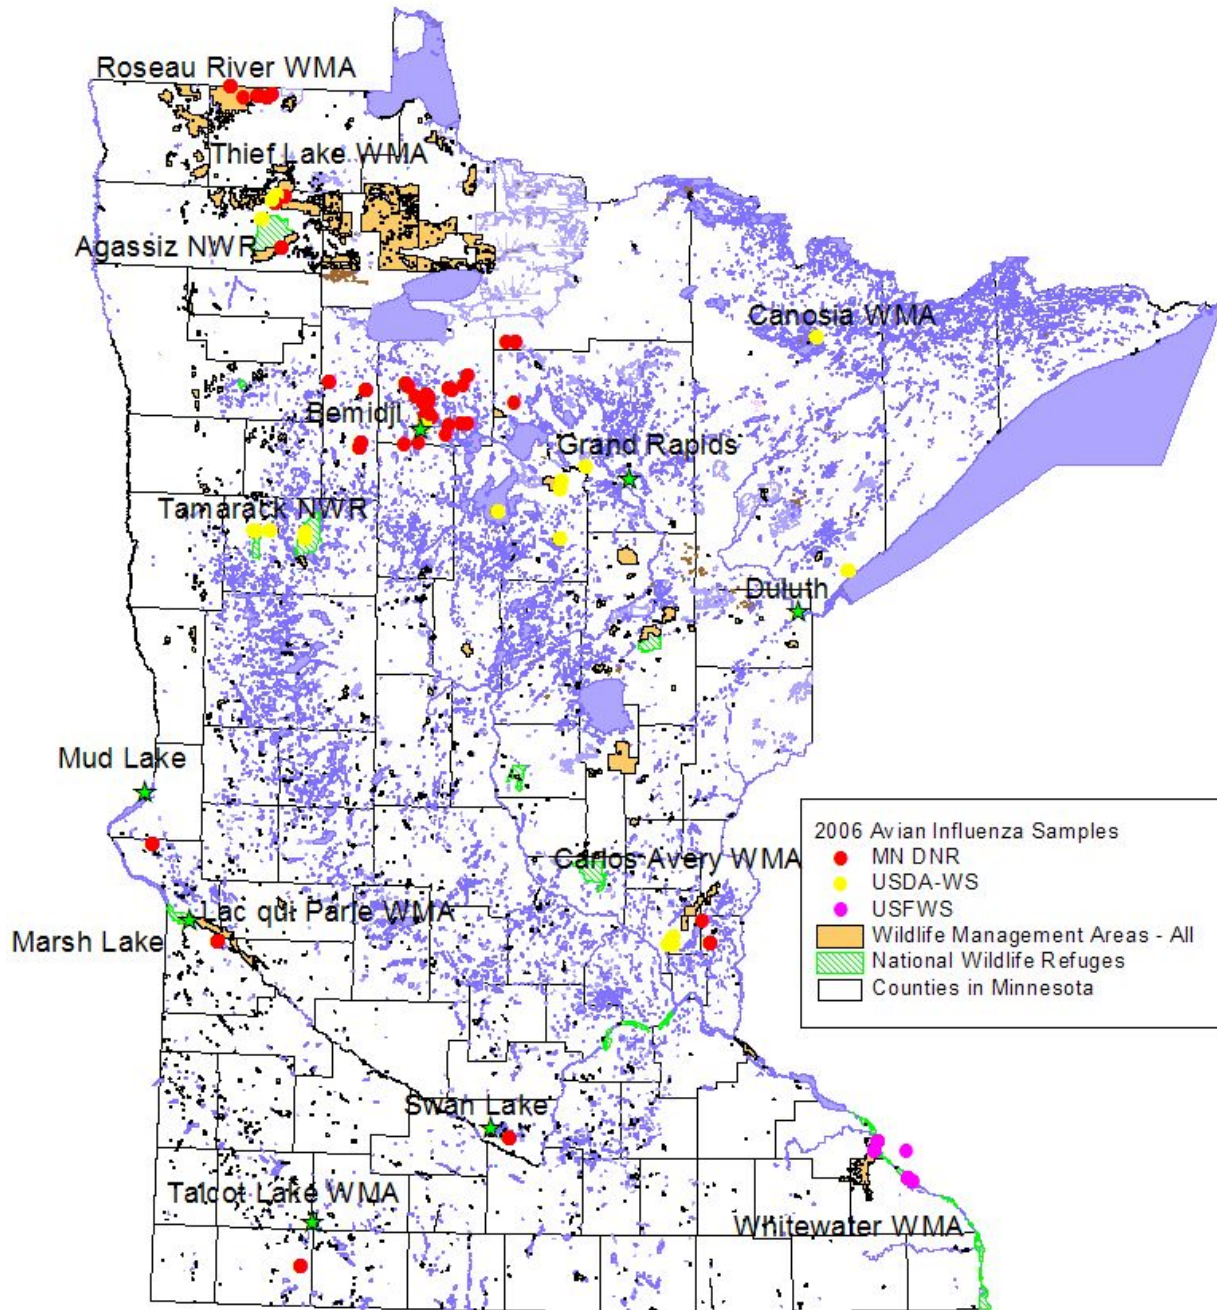 Roseau River WMA
Thief Lake WMA
Agassiz NWR
Canosia WMA
Bemidji
Grand Rapids
Tamarack NWR
Duluth
Mud Lake
2006 Avian Influenza Samples
MN DNR
USDA-WS
USFWS
Wildlife Management Areas - All
National Wildlife Refuges
Counties in Minnesota
Carlos Avery WMA
Lac qui Parle WMA
Marsh Lake
Swan Lake
Talcot Lake WMA
Whitewater WMA